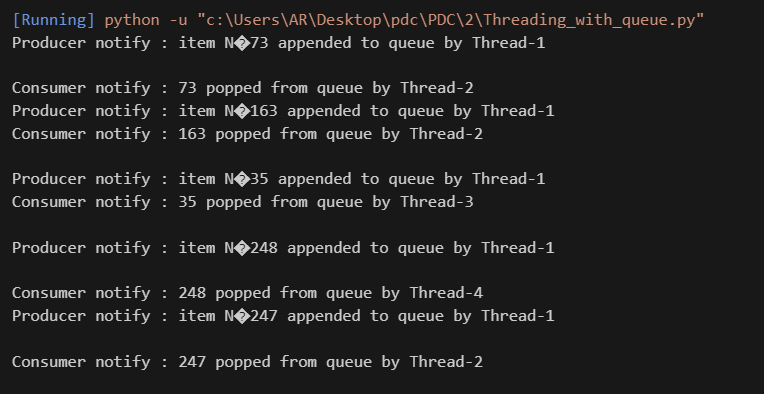 [Running] python -u "c:\Users\AR\Desktop\pdc\PDC\2\Threading_with_queue.py"
Producer notify : item N�73 appended to queue by Thread-1
Consumer notify : 73 popped from queue by Thread-2
Producer notify : item N�163 appended to queue by Thread-1
Consumer notify : 163 popped from queue by Thread-2
Producer notify : item N�35 appended to queue by Thread-1
Consumer notify : 35 popped from queue by Thread-3
Producer notify : item N�248 appended to queue by Thread-1
Consumer notify : 248 popped from queue by Thread-4
Producer notify : item N�247 appended to queue by Thread-1
Consumer notify : 247 popped from queue by Thread-2